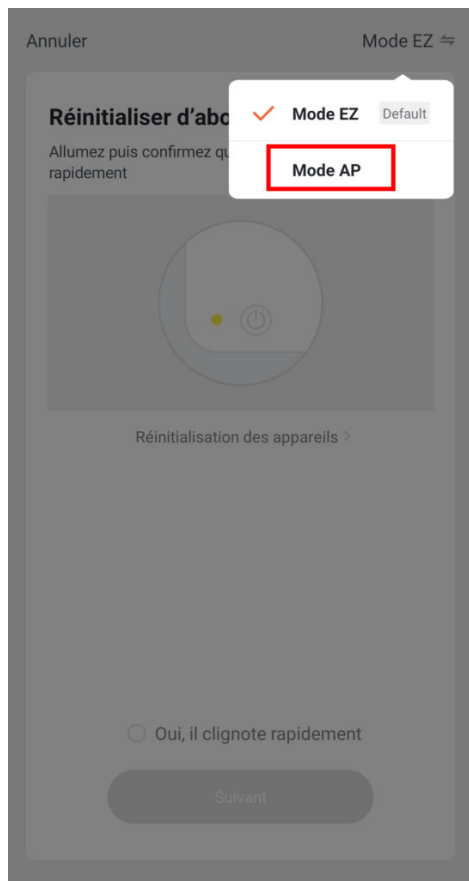 Annuler
Mode EZ
Mode EZ Default
Mode AP
Réinitialiser d’abo
Allumez puis confirmez qu
rapidement
Réinitialisation des appareils >
Oui, il clignote rapidement
Suivant